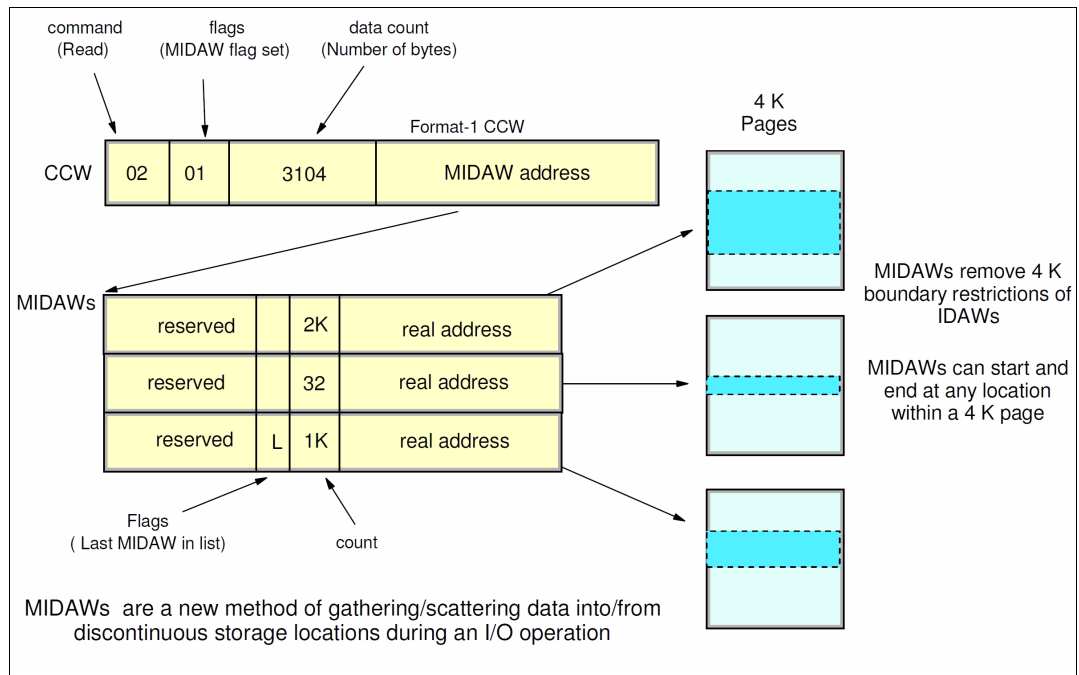 command
(Read)
flags
(MIDAW flag set)
data count
(Number of bytes)
4 K
Pages
Format-1 CCW
CCW
02
01
3104
MIDAW address
MIDAWs
reserved
2K
real address
reserved
32
real address
reserved
L
1K
real address
MIDAWs remove 4 K
boundary restrictions of
IDAWs
MIDAWs can start and
end at any location
within a 4 K page
Flags
( Last MIDAW in list)
count
MIDAWs are a new method of gathering/scattering data into/from
discontinuous storage locations during an I/O operation